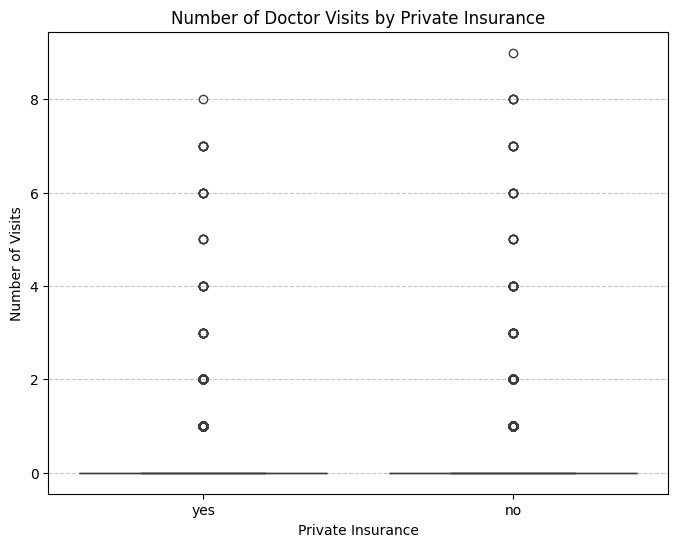 Number of Doctor Visits by Private Insurance
Number of Visits
8
6
4
2
0
yes
no
Private Insurance